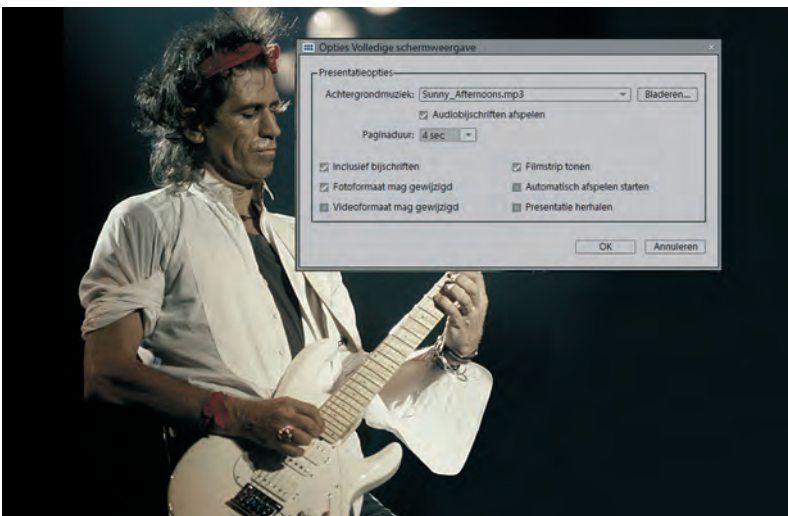 Opties Volledige schermweergave
Presentatieopties
Achtergrondmuziek: Sunny_Afternoons.mp3 Bladeren...
Audiobijschriften afspelen
Paginaduur: 4 sec
Inclusief bijschriften Filmstrip tonen
Fotoformaat mag gewijzigd Automatisch afspelen starten
Videoformaat mag gewijzigd Presentatie herhalen
OK Annuleren